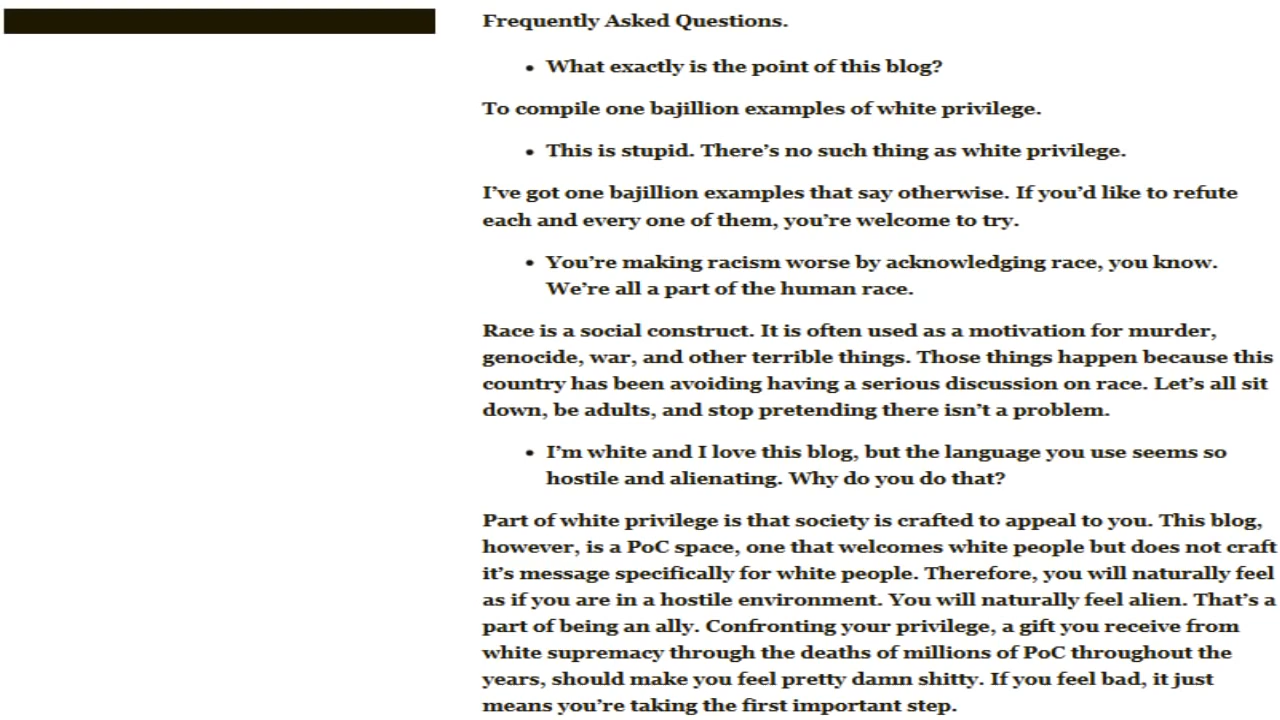 Frequently Asked Questions.
• What exactly is the point of this blog?
To compile one bajillion examples of white privilege.
• This is stupid. There's no such thing as white privilege.
I've got one bajillion examples that say otherwise. If you'd like to refute
each and every one of them, you're welcome to try.
• You're making racism worse by acknowledging race, you know.
We're all a part of the human race.
Race is a social construct. It is often used as a motivation for murder,
genocide, war, and other terrible things. Those things happen because this
country has been avoiding having a serious discussion on race. Let's all sit
down, be adults, and stop pretending there isn't a problem.
• I'm white and I love this blog, but the language you use seems so
hostile and alienating. Why do you do that?
Part of white privilege is that society is crafted to appeal to you. This blog,
however, is a PoC space, one that welcomes white people but does not craft
it's message specifically for white people. Therefore, you will naturally feel
as if you are in a hostile environment. You will naturally feel alien. That's a
part of being an ally. Confronting your privilege, a gift you receive from
white supremacy through the deaths of millions of PoC throughout the
years, should make you feel pretty damn shitty. If you feel bad, it just
means you're taking the first important step.